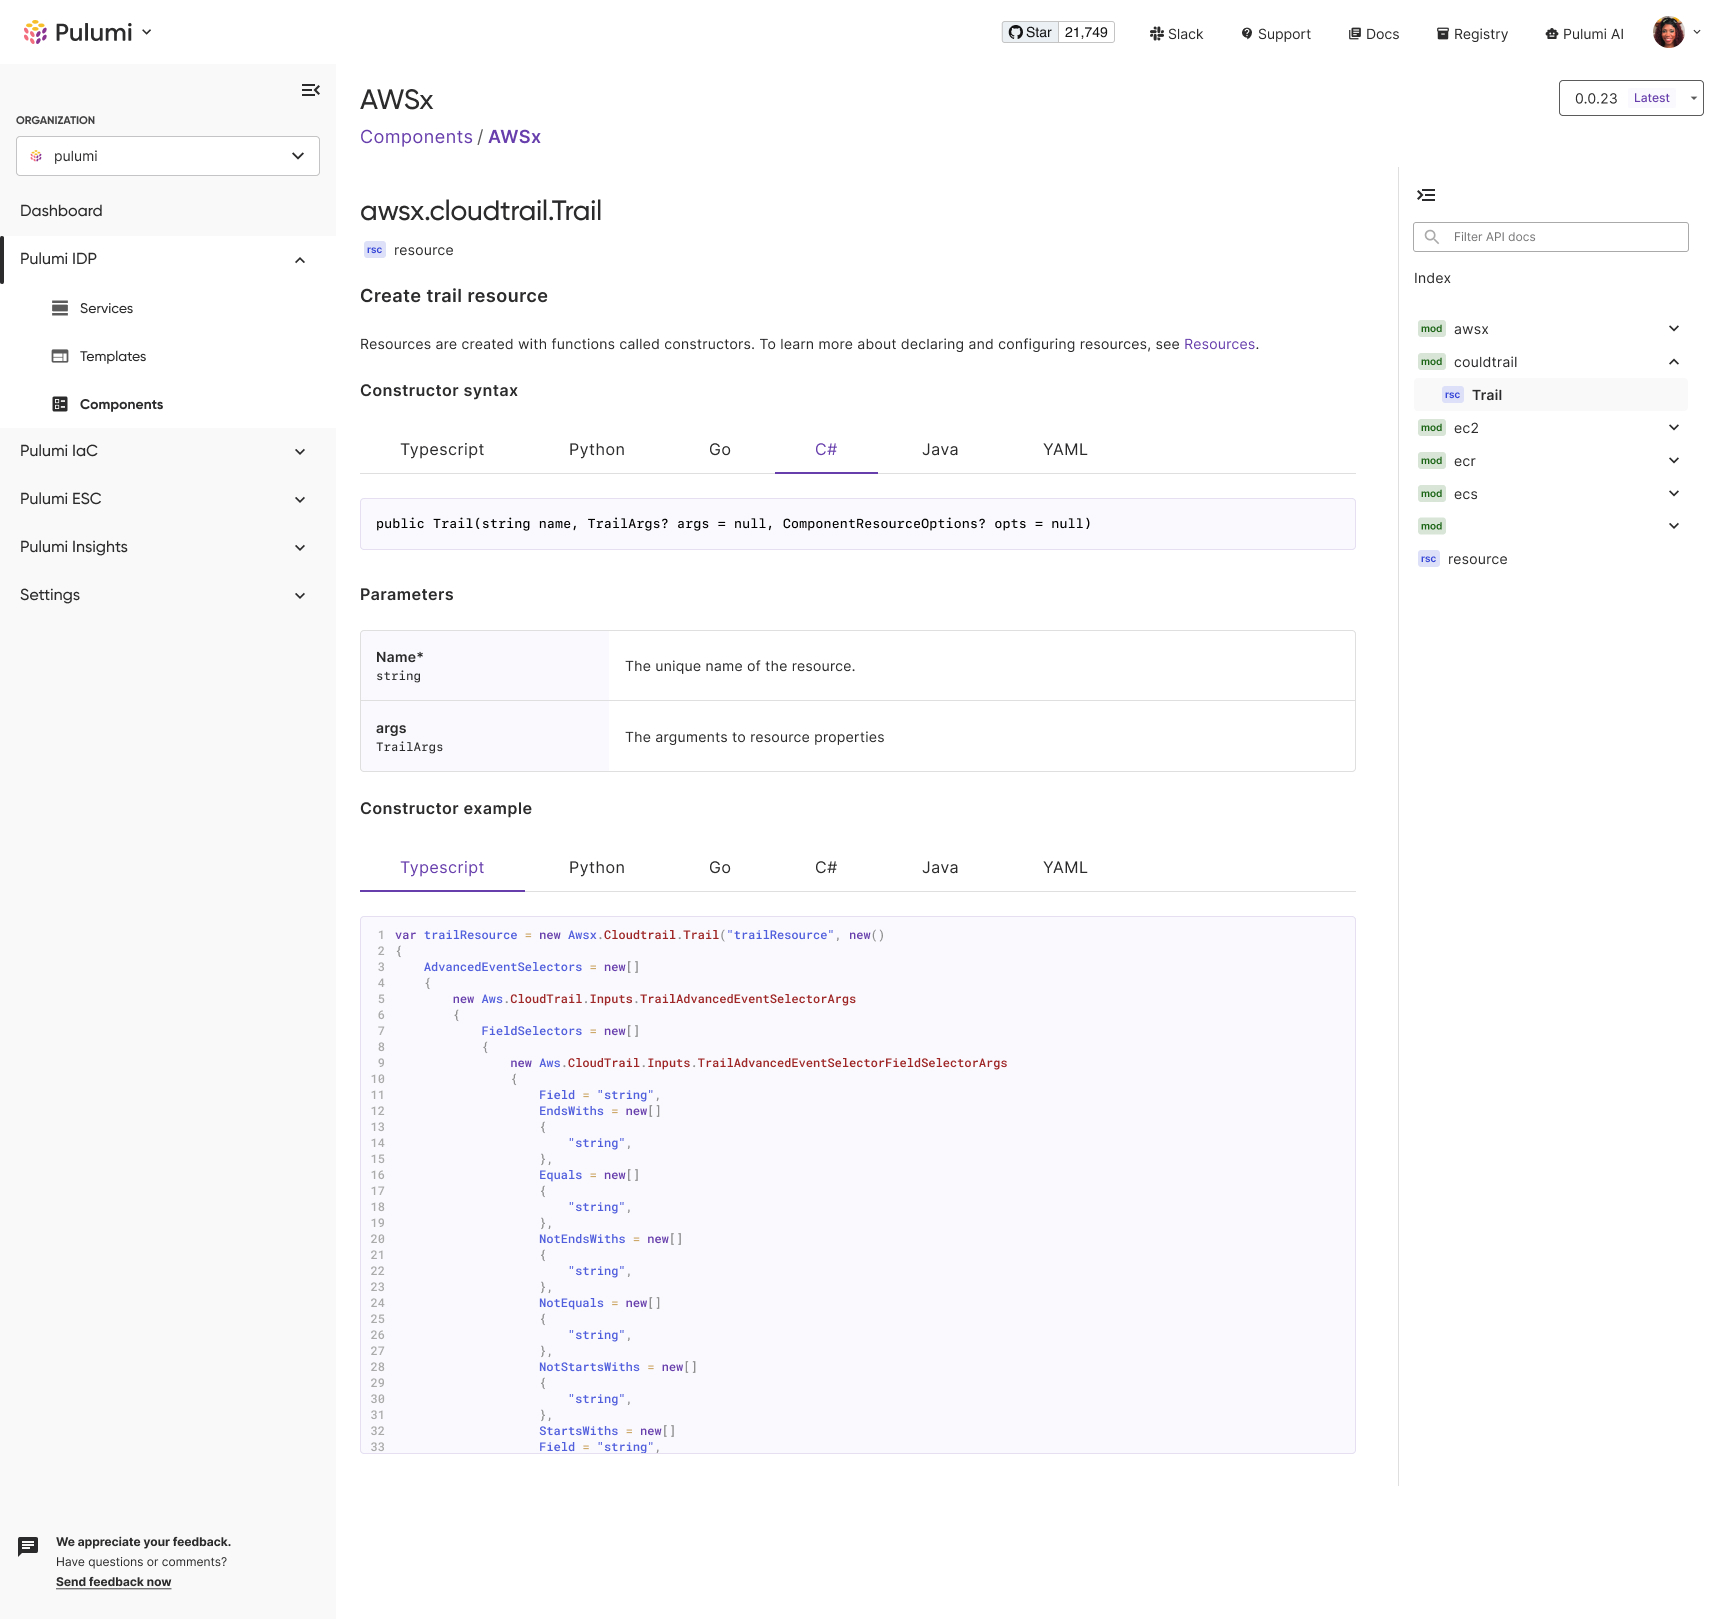 Pulumi
Star 21,749
Slack
Support
Docs
Registry
Pulumi AI
ORGANIZATION
pulumi
Dashboard
Pulumi IDP
Services
Templates
Components
Pulumi IaC
Pulumi ESC
Pulumi Insights
Settings
We appreciate your feedback.
Have questions or comments?
Send feedback now
AWSx
Components / AWSx
0.0.23 Latest
awsx.cloudtrail.Trail
rsc resource
Create trail resource
Resources are created with functions called constructors. To learn more about declaring and configuring resources, see Resources.
Constructor syntax
Typescript Python Go C# Java YAML
public Trail(string name, TrailArgs? args = null, ComponentResourceOptions? opts = null)
Parameters
Name*
string
The unique name of the resource.
args
TrailArgs
The arguments to resource properties
Constructor example
Typescript Python Go C# Java YAML
1 var trailResource = new Awsx.Cloudtrail.Trail("trailResource", new()
2 {
3     AdvancedEventSelectors = new[]
4     {
5         new Aws.CloudTrail.Inputs.TrailAdvancedEventSelectorArgs
6         {
7             FieldSelectors = new[]
8             {
9                 new Aws.CloudTrail.Inputs.TrailAdvancedEventSelectorFieldSelectorArgs
10                 {
11                     Field = "string",
12                     EndsWiths = new[]
13                     {
14                         "string",
15                     },
16                     Equals = new[]
17                     {
18                         "string",
19                     },
20                     NotEndsWiths = new[]
21                     {
22                         "string",
23                     },
24                     NotEquals = new[]
25                     {
26                         "string",
27                     },
28                     NotStartsWiths = new[]
29                     {
30                         "string",
31                     },
32                     StartsWiths = new[]
33                     Field = "string",
Filter API docs
Index
mod awsx
mod couldtrail
rsc Trail
mod ec2
mod ecr
mod ecs
mod
rsc resource